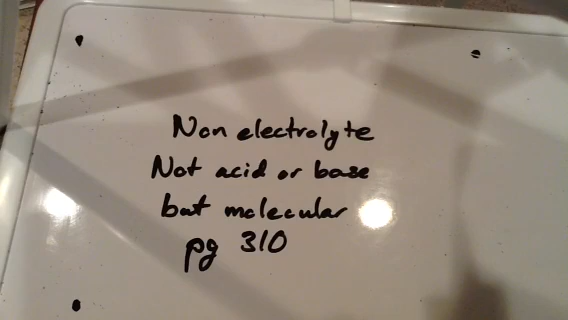 Non electrolyte
Not acid or base
but molecular
pg 310